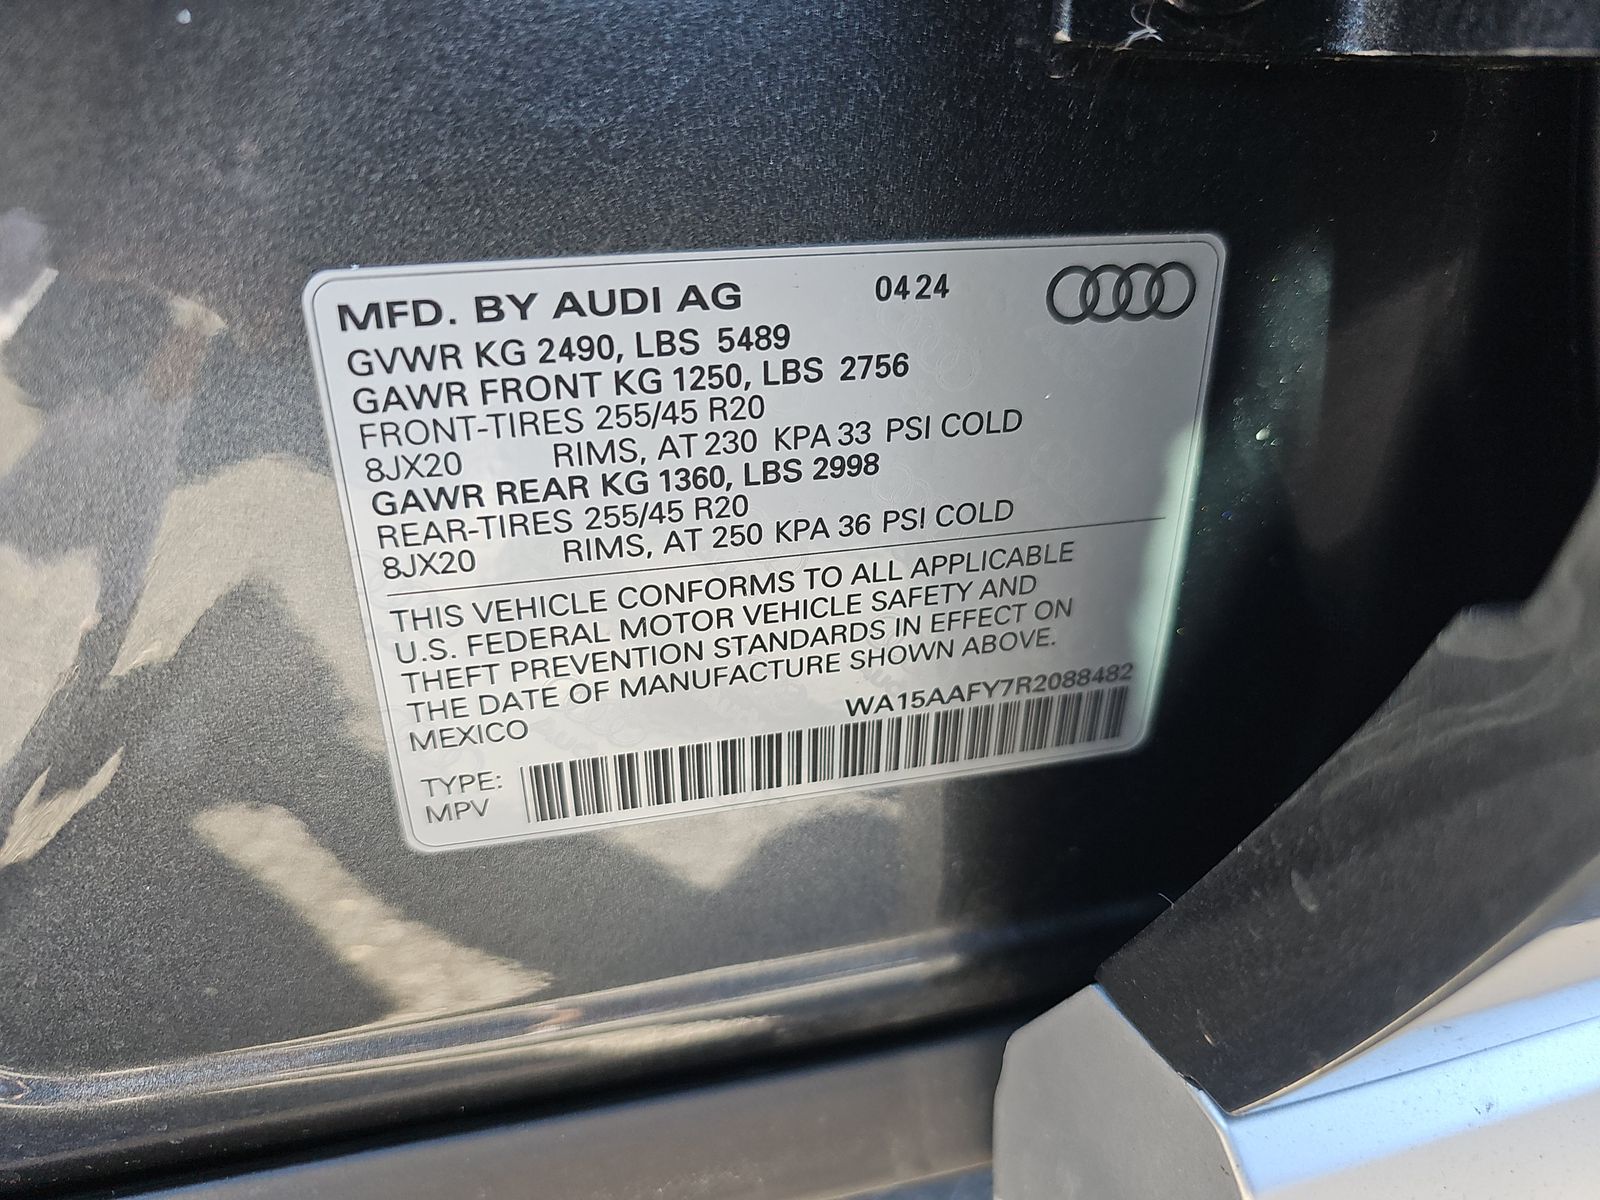 MFD. BY AUDI AG 0424
GVWR KG 2490, LBS 5489
GAWR FRONT KG 1250, LBS 2756
FRONT-TIRES 255/45 R20
8JX20 RIMS, AT 230 KPA 33 PSI COLD
GAWR REAR KG 1360, LBS 2998
REAR-TIRES 255/45 R20
8JX20 RIMS, AT 250 KPA 36 PSI COLD
THIS VEHICLE CONFORMS TO ALL APPLICABLE
U.S. FEDERAL MOTOR VEHICLE SAFETY AND
THEFT PREVENTION STANDARDS IN EFFECT ON
THE DATE OF MANUFACTURE SHOWN ABOVE.
MEXICO WA15AAFY7R2088482
TYPE:
MPV